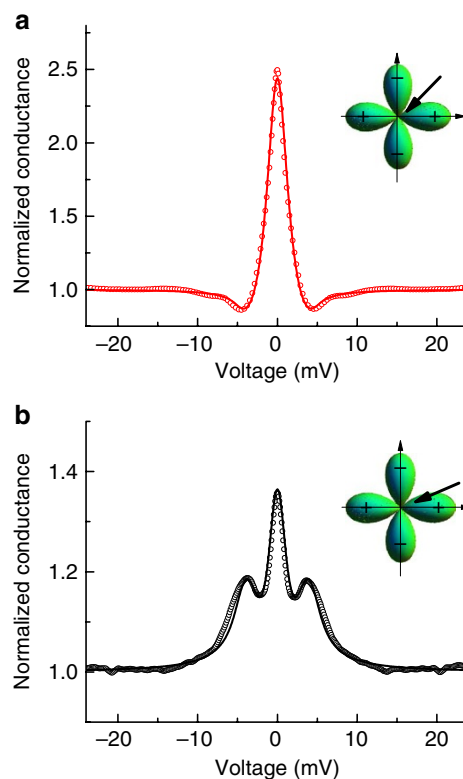 a
Normalized conductance
2.5
2.0
1.5
1.0
− + + −
−20 −10 0 10 20
Voltage (mV)
b
Normalized conductance
1.4
1.2
1.0
− + + −
−20 −10 0 10 20
Voltage (mV)